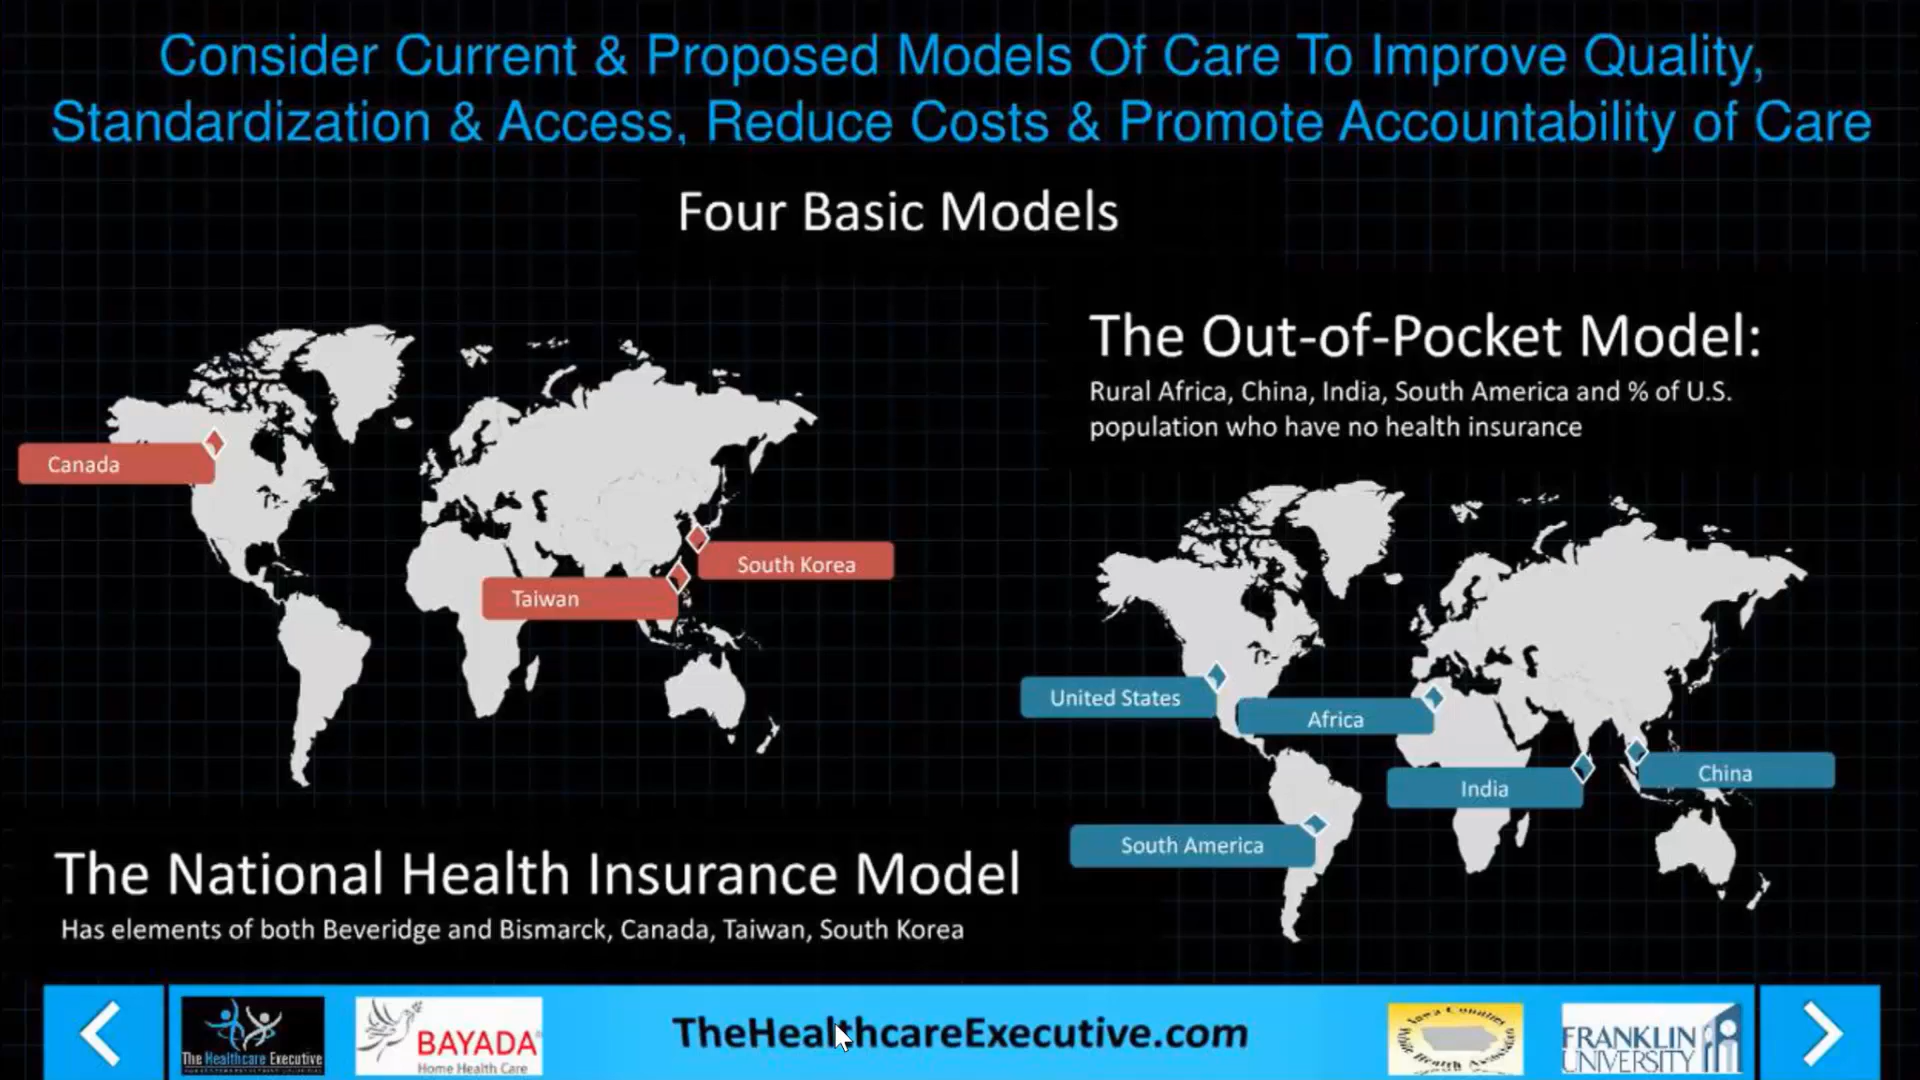 Consider Current & Proposed Models Of Care To Improve Quality,
Standardization & Access, Reduce Costs & Promote Accountability of Care
Four Basic Models
Canada
South Korea
Taiwan
The National Health Insurance Model
Has elements of both Beveridge and Bismarck, Canada, Taiwan, South Korea
The Out-of-Pocket Model:
Rural Africa, China, India, South America and % of U.S.
population who have no health insurance
United States
Africa
China
India
South America
The Healthcare Executive
BAYADA
Home Health Care
TheHealthcareExecutive.com
Iowa Counties
FRANKLIN
UNIVERSITY